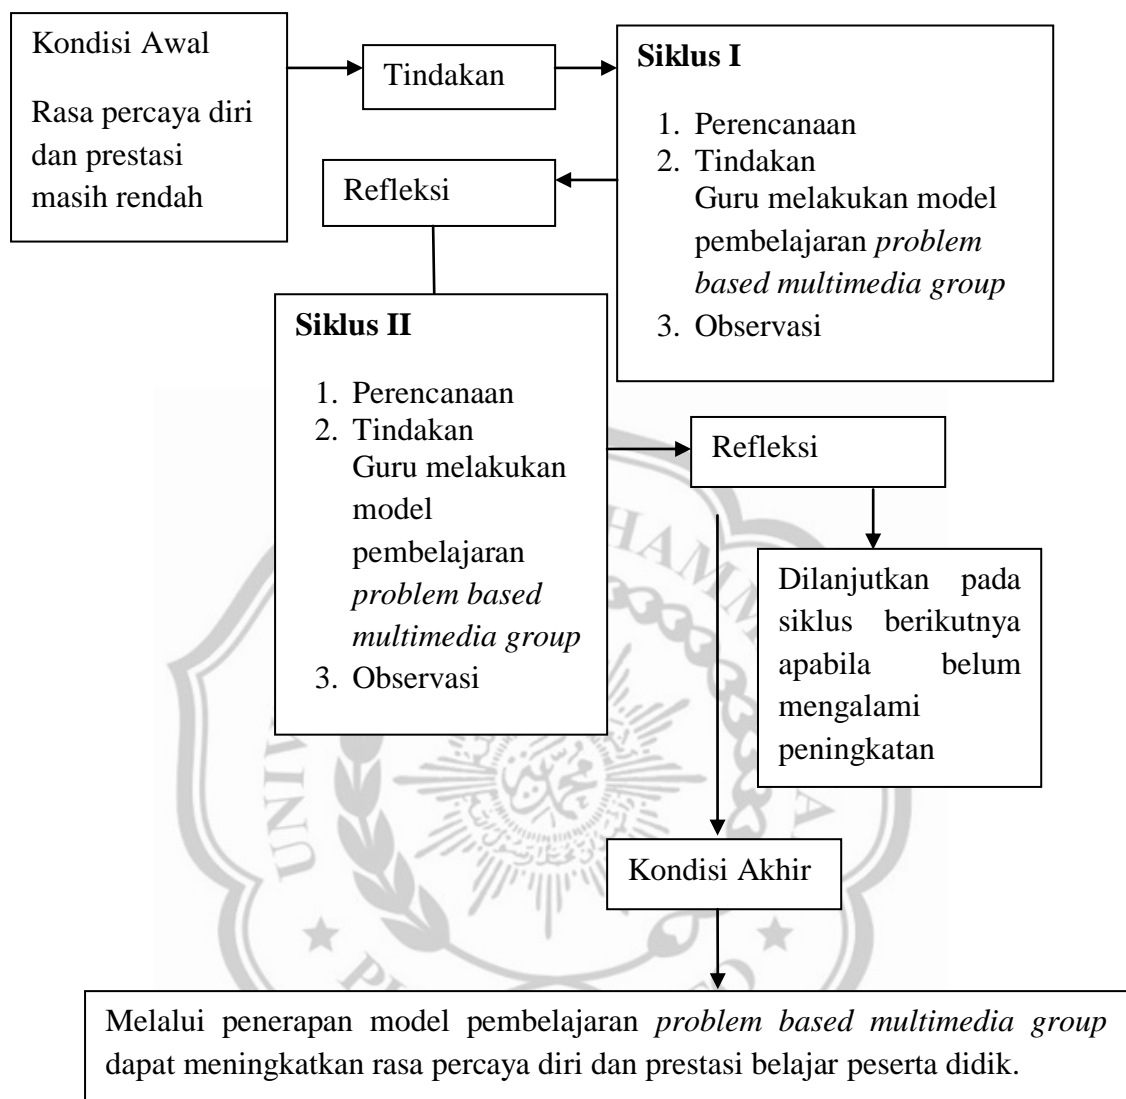 Kondisi Awal
Rasa percaya diri
dan prestasi
masih rendah
Tindakan
Siklus I
1. Perencanaan
2. Tindakan
Guru melakukan model
pembelajaran problem
based multimedia group
3. Observasi
Refleksi
Siklus II
1. Perencanaan
2. Tindakan
Guru melakukan
model
pembelajaran
problem based
multimedia group
3. Observasi
Refleksi
Dilanjutkan pada
siklus berikutnya
apabila belum
mengalami
peningkatan
Kondisi Akhir
Melalui penerapan model pembelajaran problem based multimedia group
dapat meningkatkan rasa percaya diri dan prestasi belajar peserta didik.